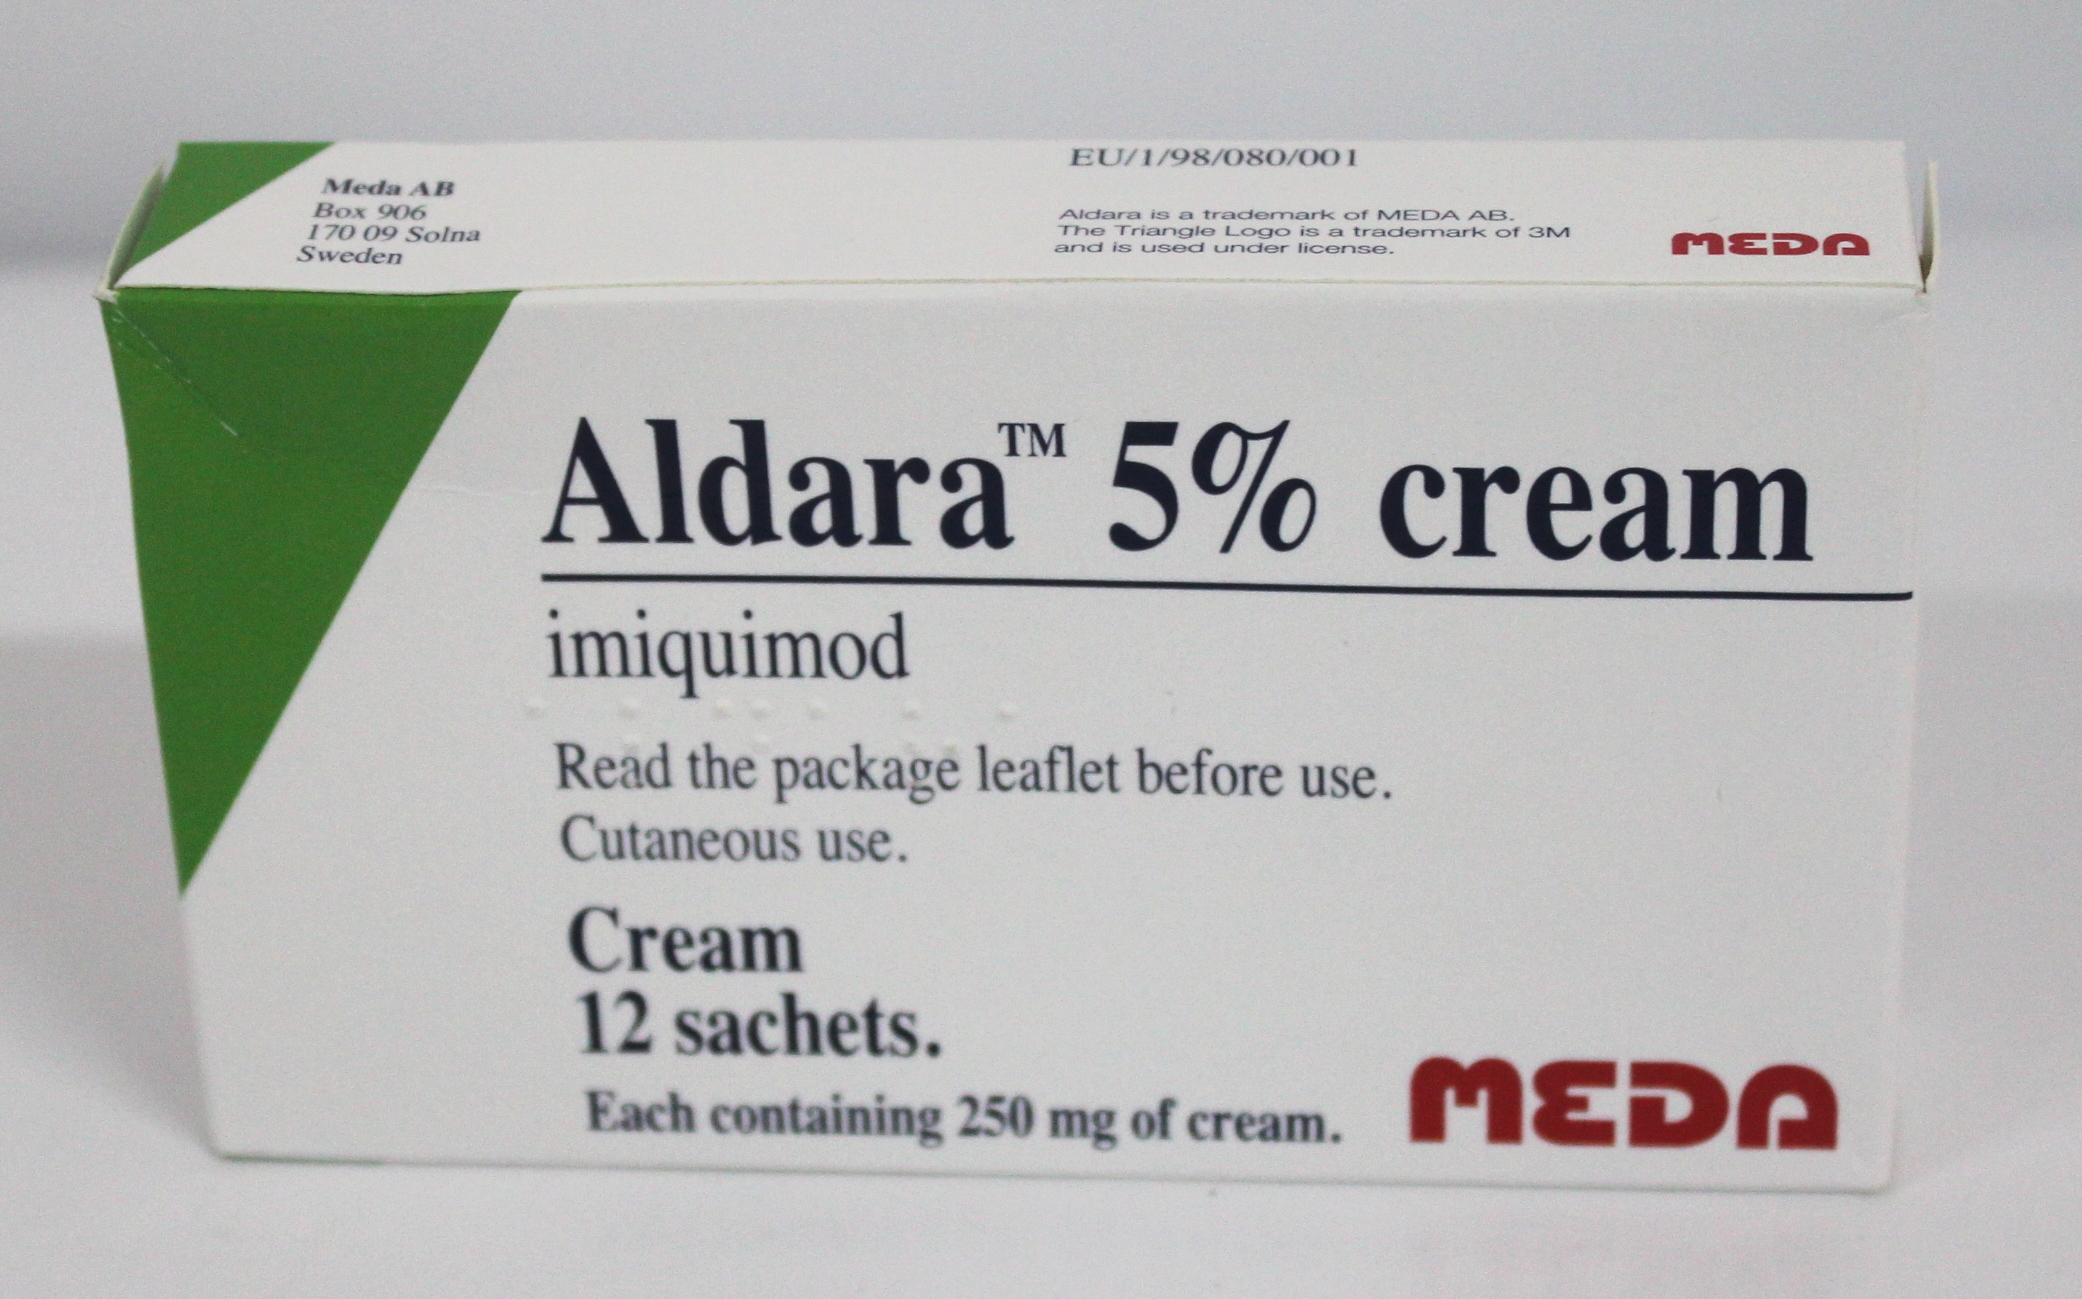 EU/1/98/080/001
Meda AB
Box 906
170 09 Solna
Sweden
Aldara is a trademark of MEDA AB.
The Triangle Logo is a trademark of 3M
and is used under license.
MEDA
Aldara™ 5% cream
imiquimod
Read the package leaflet before use.
Cutaneous use.
Cream
12 sachets.
Each containing 250 mg of cream.
MEDA